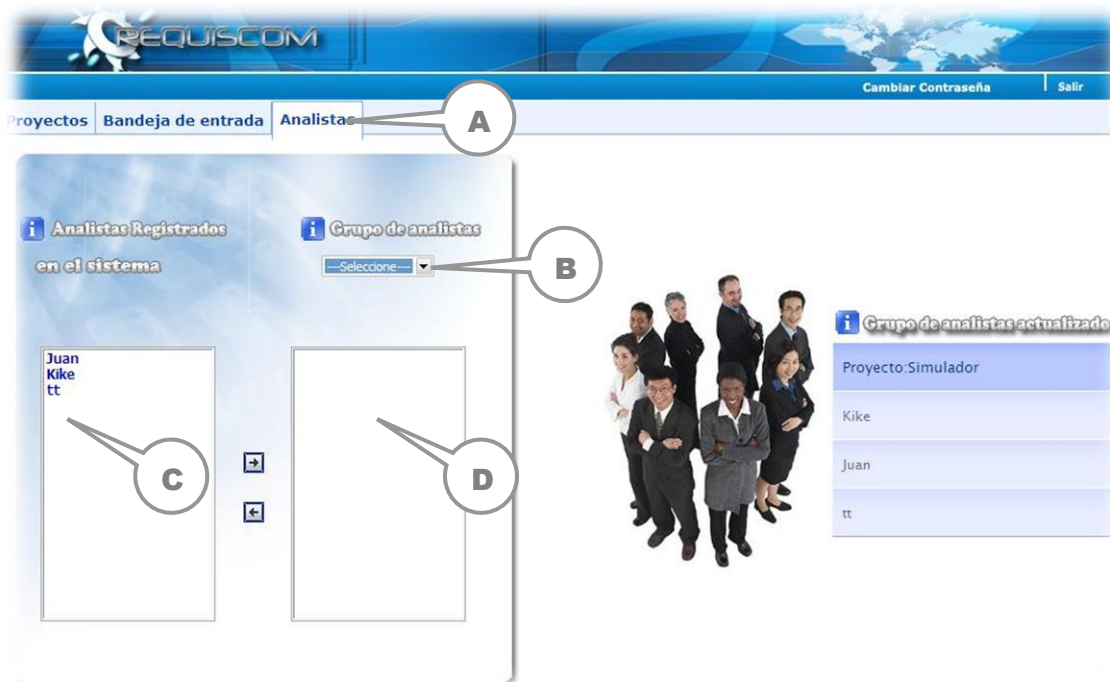 REQUISCOM
Cambiar Contraseña
Salir
Proyectos
Bandeja de entrada
Analistas
A
Analistas Registrados
en el sistema
Grupo de analistas
---Seleccione---
B
Juan
Kike
tt
C
D
Grupo de analistas actualizado
Proyecto:Simulador
Kike
Juan
tt